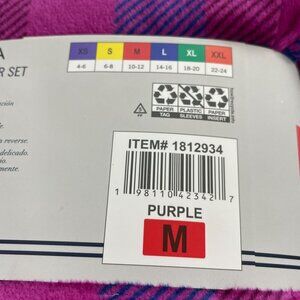 A
R SET
XS S M L XL XXL
4-6 6-8 10-12 14-16 18-20 22-24
PAPER TAG
PLASTIC SLEEVES
PAPER INSERT
reverse.
delicado.
ITEM# 1812934
1 98110 42342 7
PURPLE
M